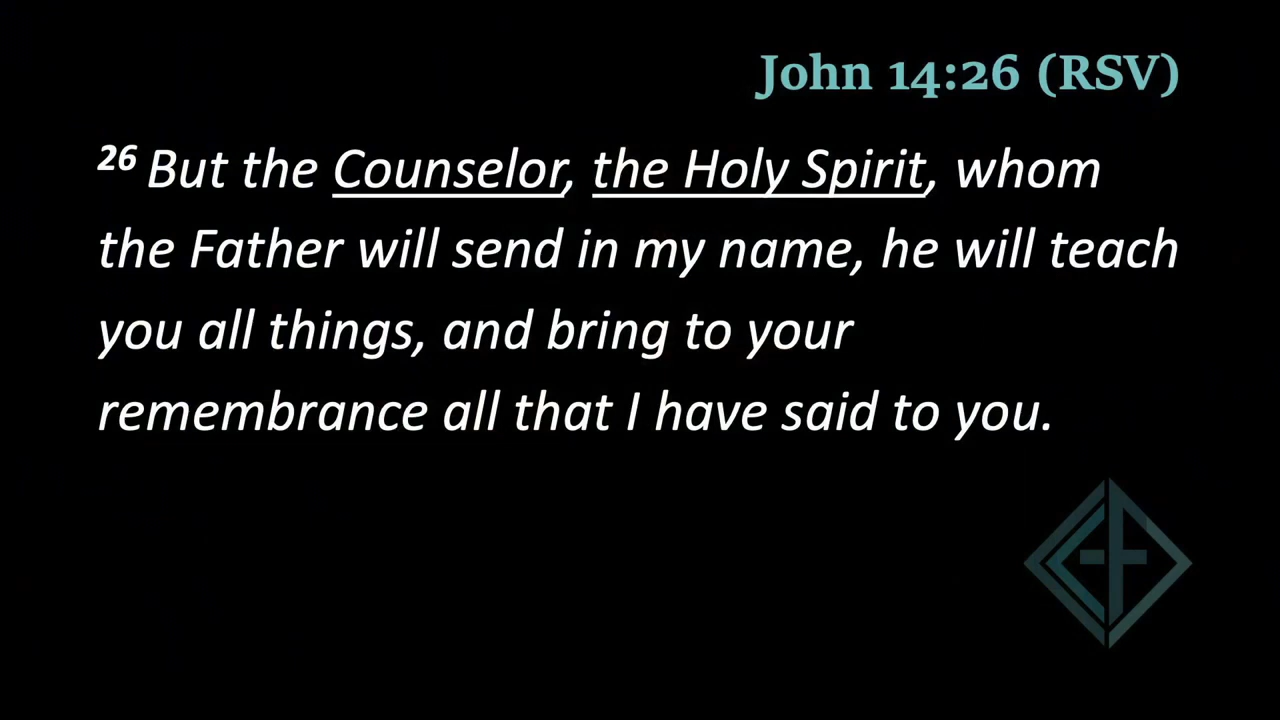 John 14:26 (RSV)
26 But the Counselor, the Holy Spirit, whom
the Father will send in my name, he will teach
you all things, and bring to your
remembrance all that I have said to you.